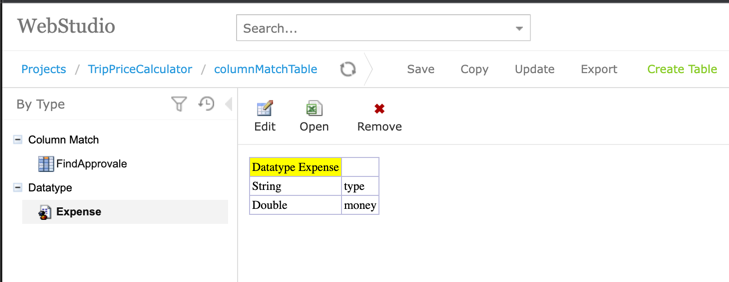 WebStudio
Search...
Projects / TripPriceCalculator / columnMatchTable
Save Copy Update Export Create Table
By Type
Edit Open Remove
Column Match
FindApprovale
Datatype
Expense
Datatype Expense
String type
Double money